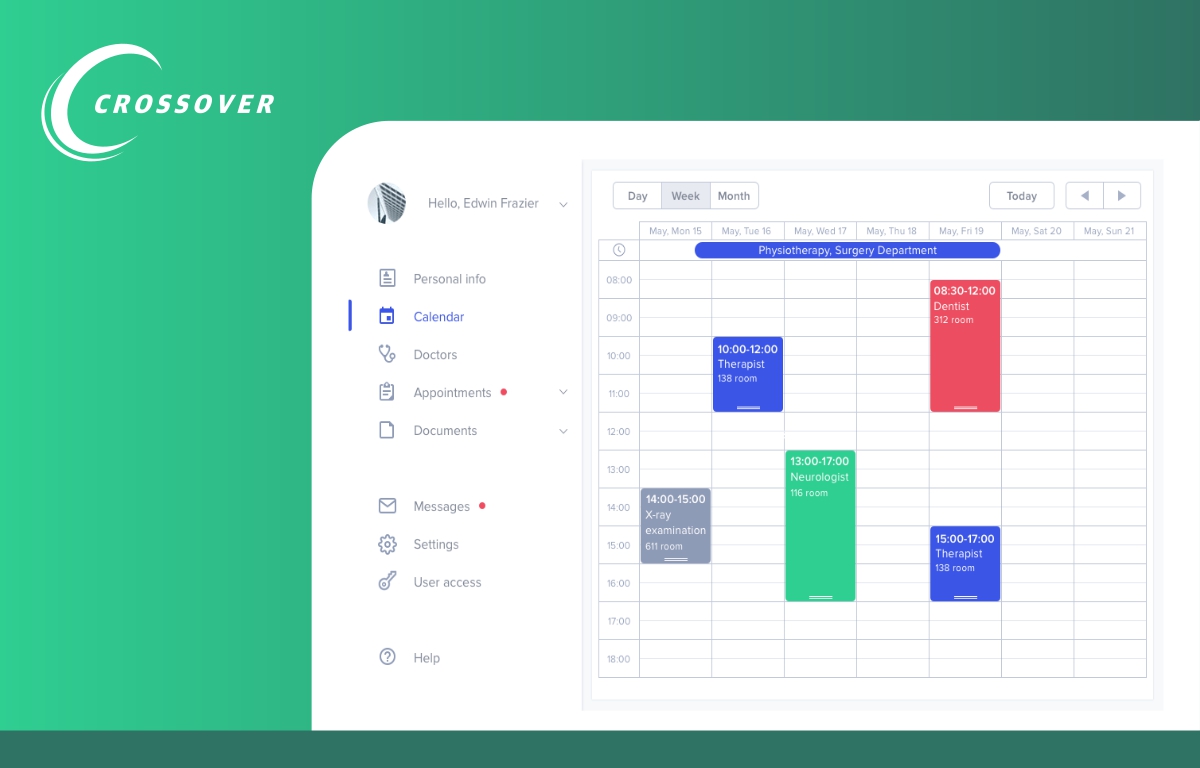 CROSSOVER
Hello, Edwin Frazier
Personal info
Calendar
Doctors
Appointments
Documents
Messages
Settings
User access
Help
Day Week Month Today
May, Mon 15 May, Tue 16 May, Wed 17 May, Thu 18 May, Fri 19 May, Sat 20 May, Sun 21
Physiotherapy, Surgery Department
08:00
09:00
10:00
11:00
12:00
13:00
14:00
15:00
16:00
17:00
18:00
14:00-15:00
X-ray
examination
611 room
10:00-12:00
Therapist
138 room
13:00-17:00
Neurologist
116 room
08:30-12:00
Dentist
312 room
15:00-17:00
Therapist
138 room